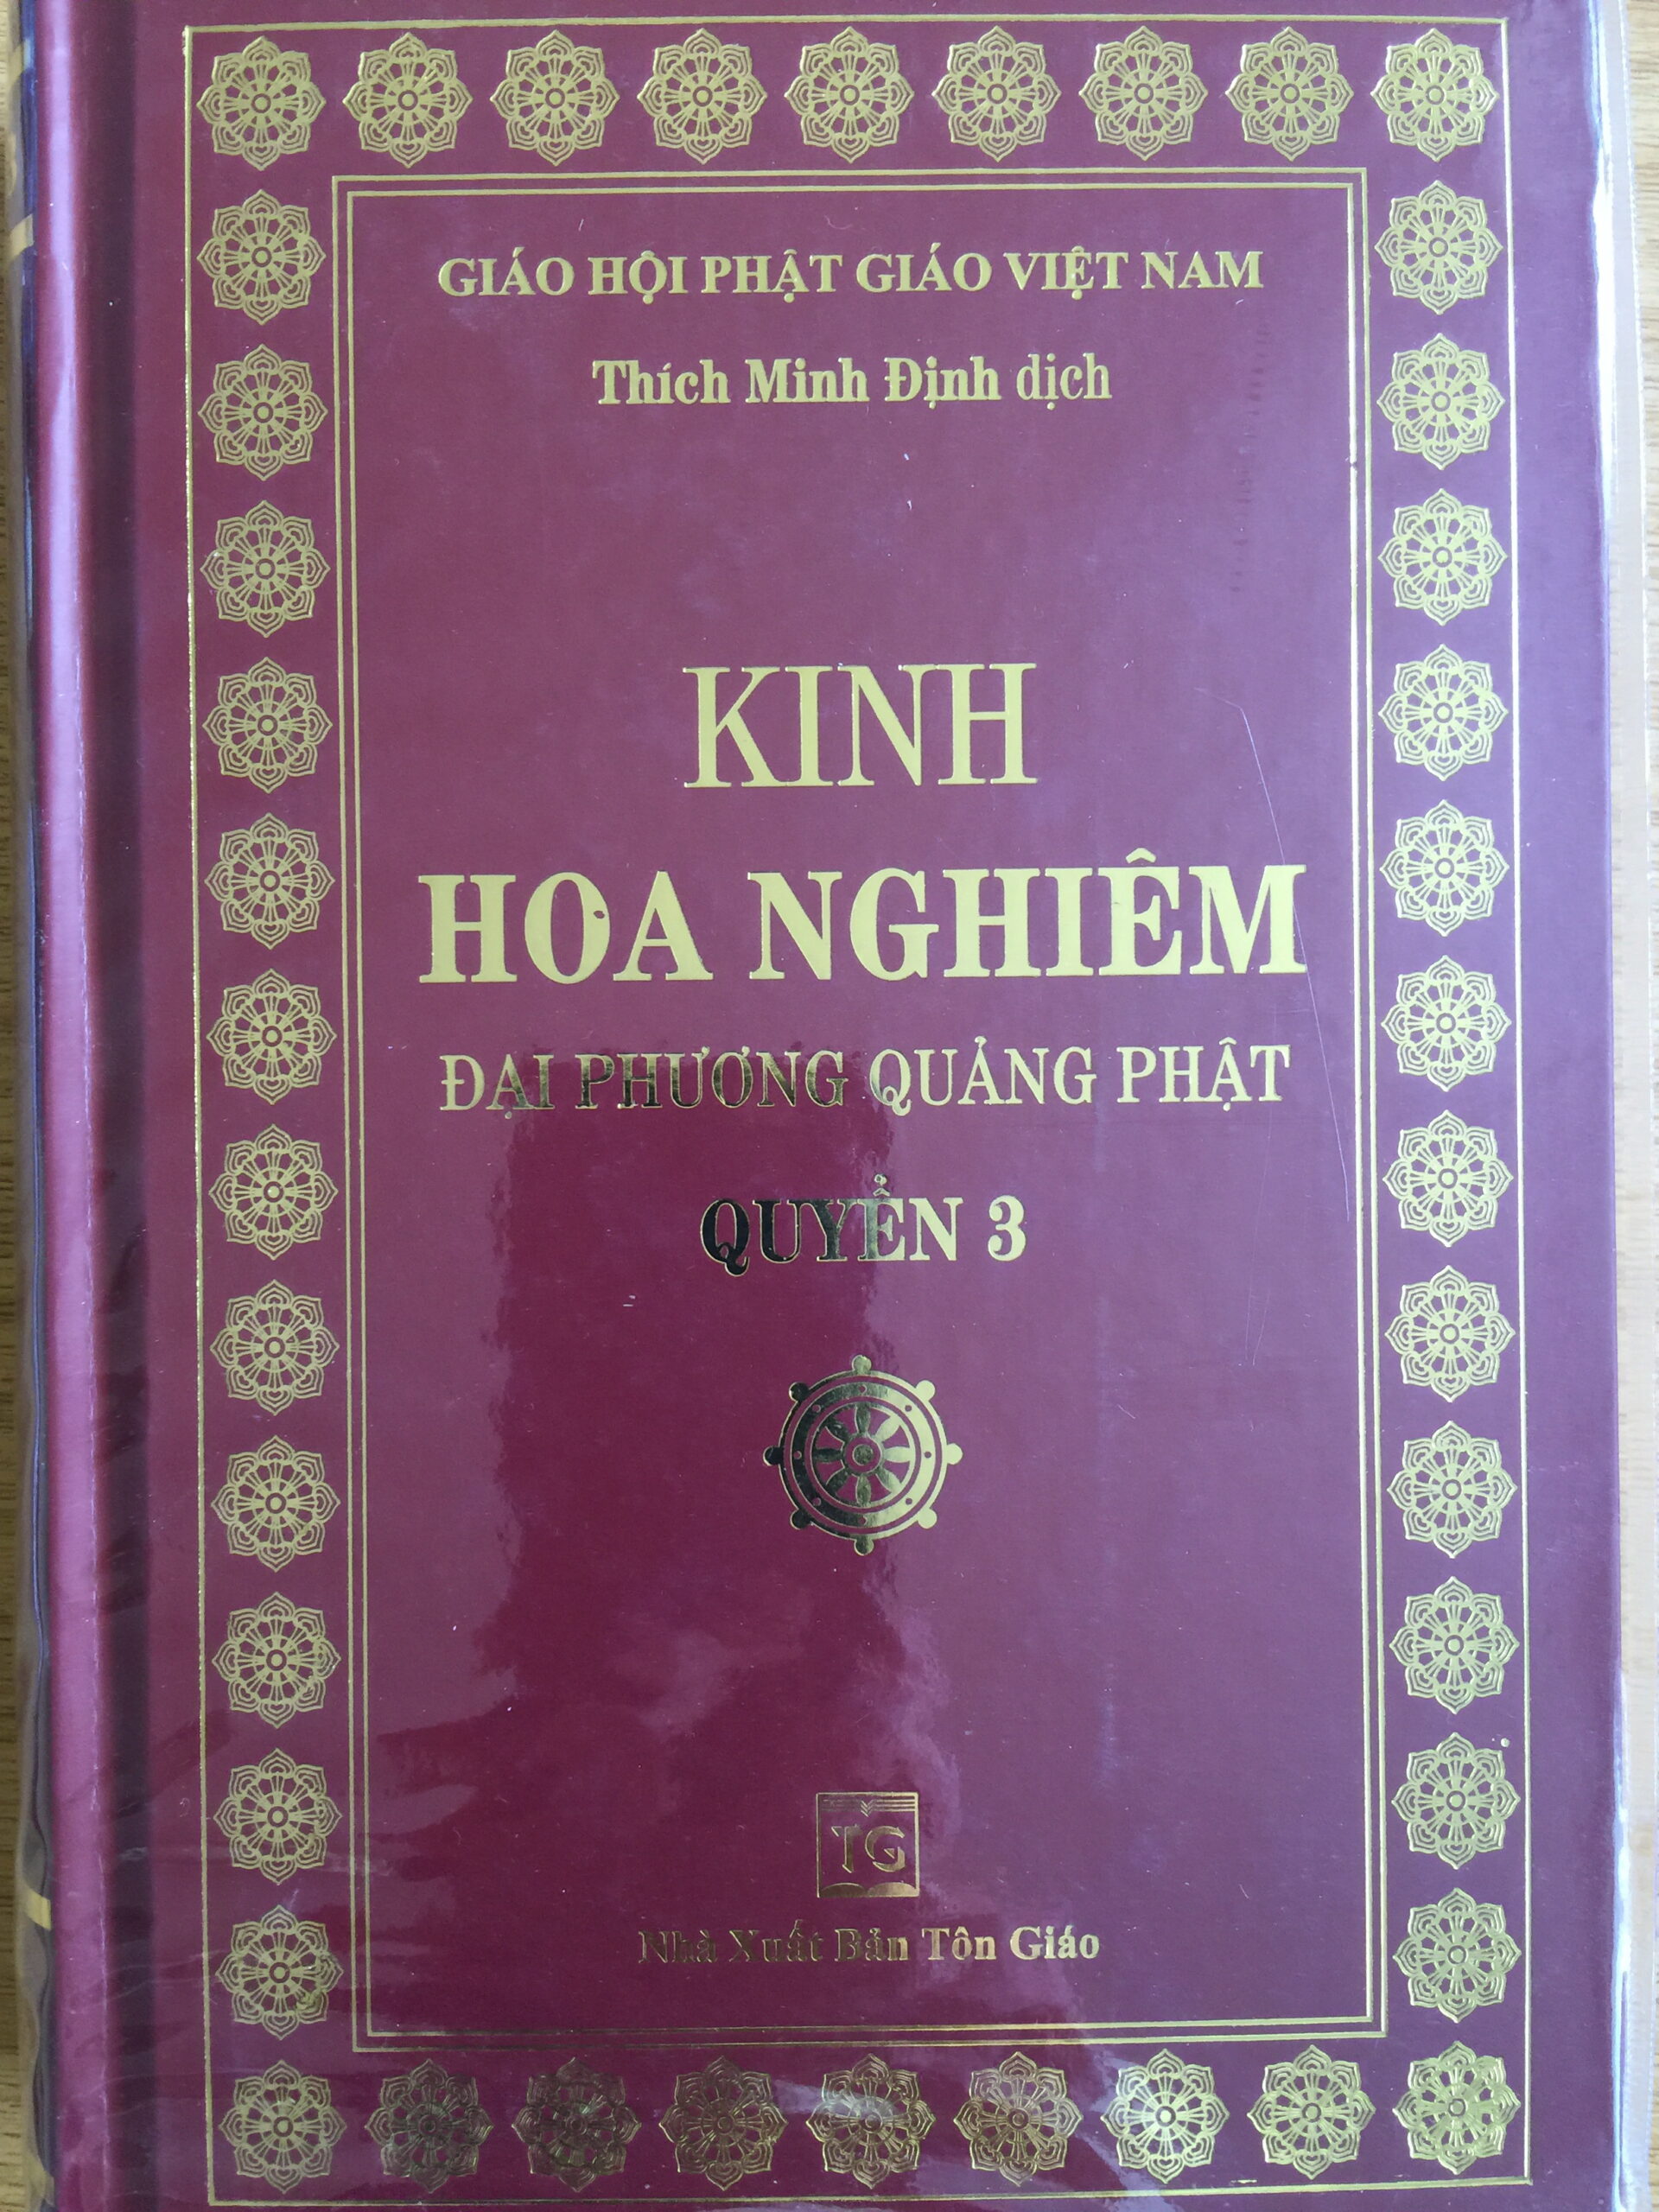 GIÁO HỘI PHẬT GIÁO VIỆT NAM
Thích Minh Định dịch
KINH
HOA NGHIÊM
ĐẠI PHƯƠNG QUẢNG PHẬT
QUYỂN 3
TG
Nhà Xuất Bản Tôn Giáo